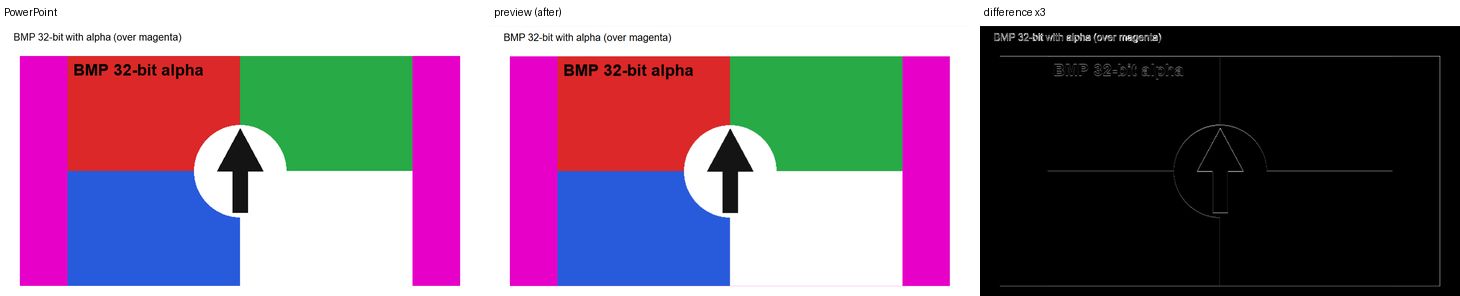 PowerPoint
BMP 32-bit with alpha (over magenta)
BMP 32-bit alpha
preview (after)
BMP 32-bit with alpha (over magenta)
BMP 32-bit alpha
difference x3
BMP 32-bit with alpha (over magenta)
BMP 32-bit alpha